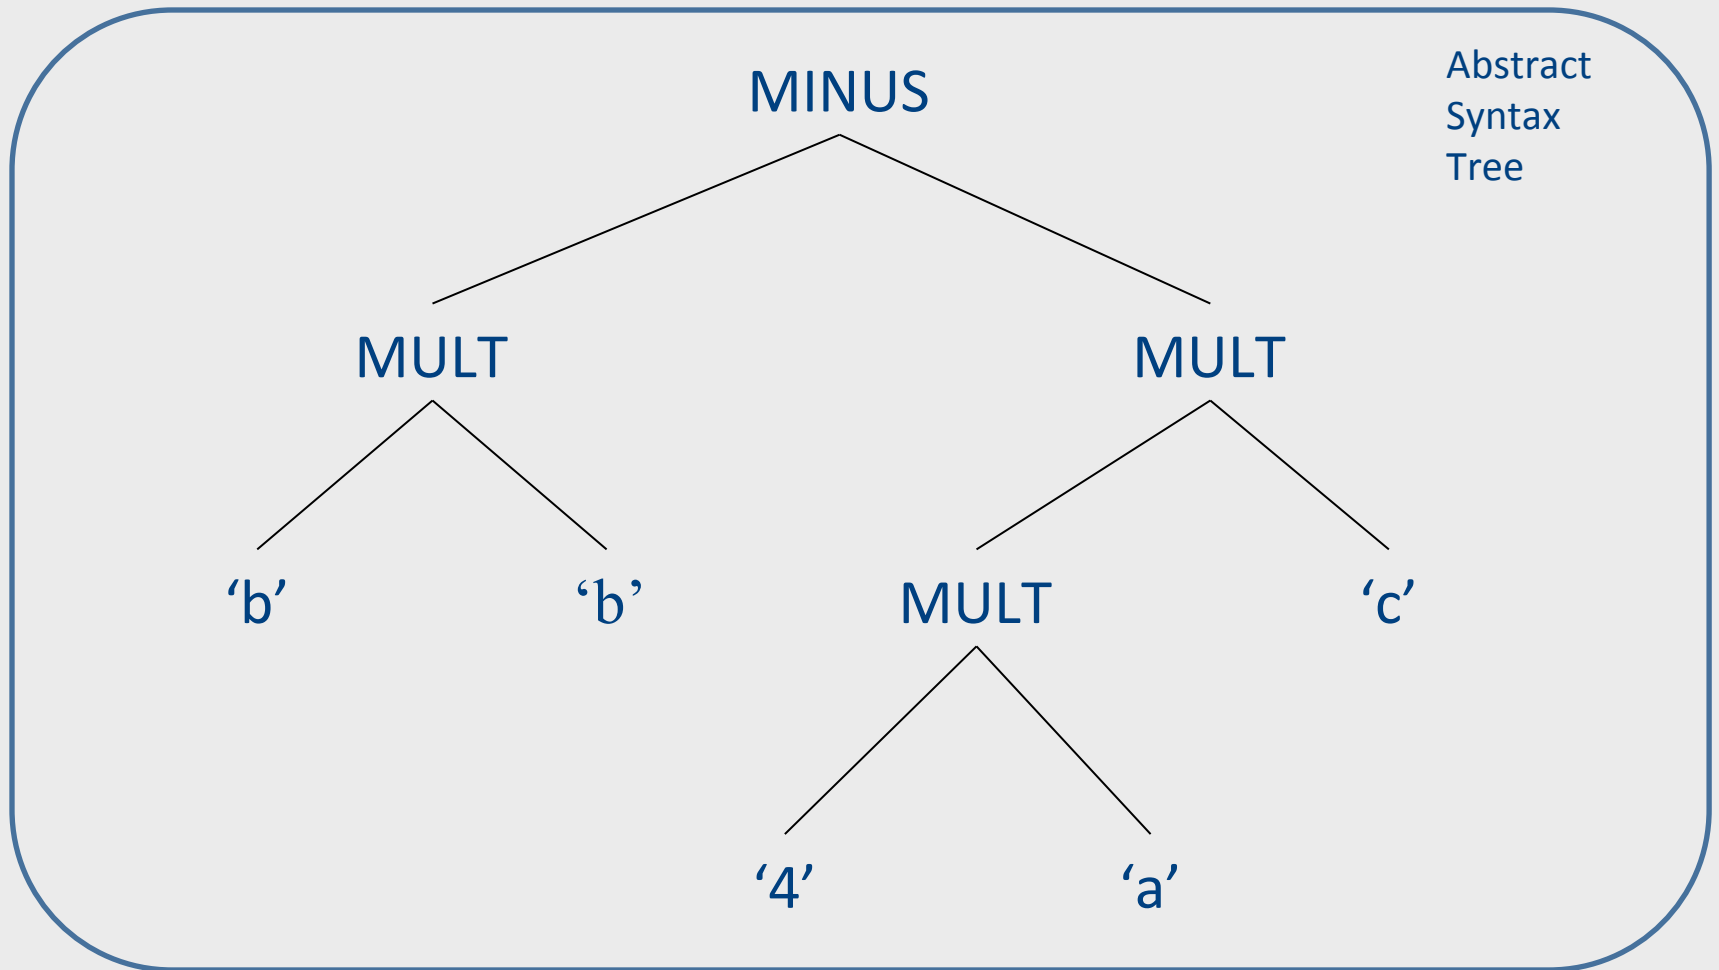 MINUS
Abstract
Syntax
Tree
MULT
MULT
‘b’
‘b’
MULT
‘c’
‘4’
‘a’